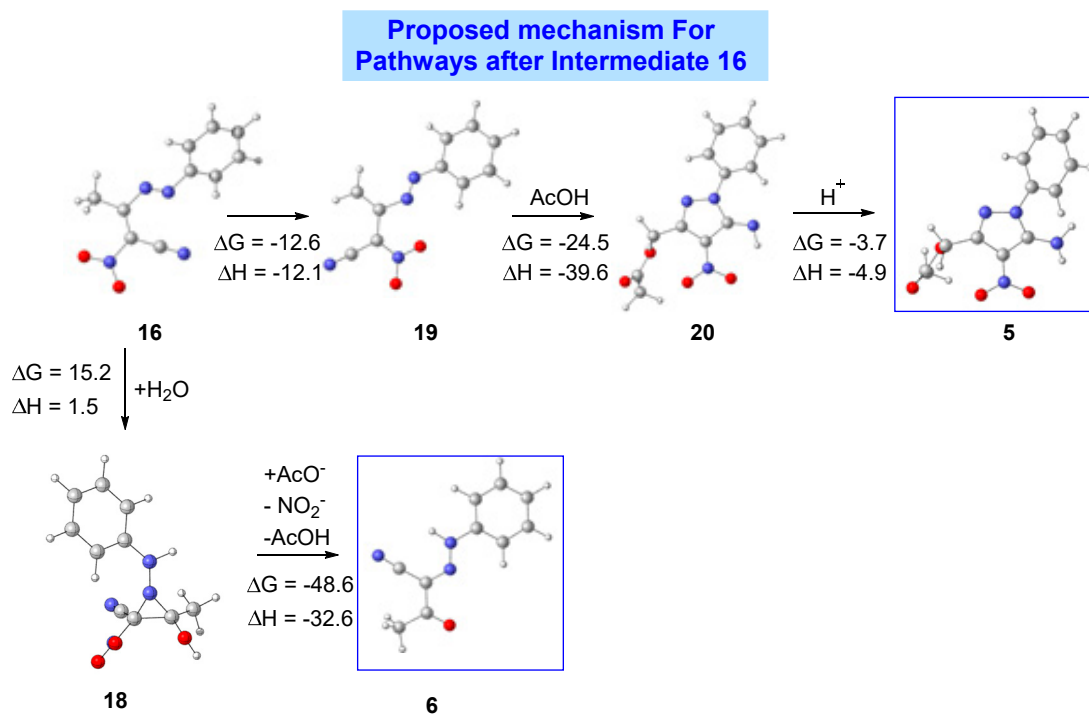 Proposed mechanism For
Pathways after Intermediate 16
AcOH
H+
ΔG = -12.6
ΔH = -12.1
ΔG = -24.5
ΔH = -39.6
ΔG = -3.7
ΔH = -4.9
16
19
20
5
ΔG = 15.2
ΔH = 1.5
+H2O
+AcO-
- NO2-
-AcOH
ΔG = -48.6
ΔH = -32.6
18
6